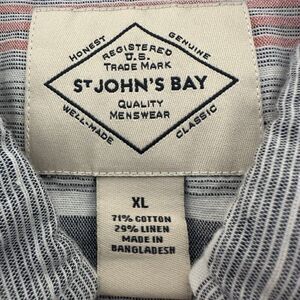 HONEST
GENUINE
REGISTERED
U.S.
TRADE MARK
ST JOHN'S BAY
QUALITY
MENSWEAR
WELL-MADE
CLASSIC
XL
71% COTTON
29% LINEN
MADE IN
BANGLADESH